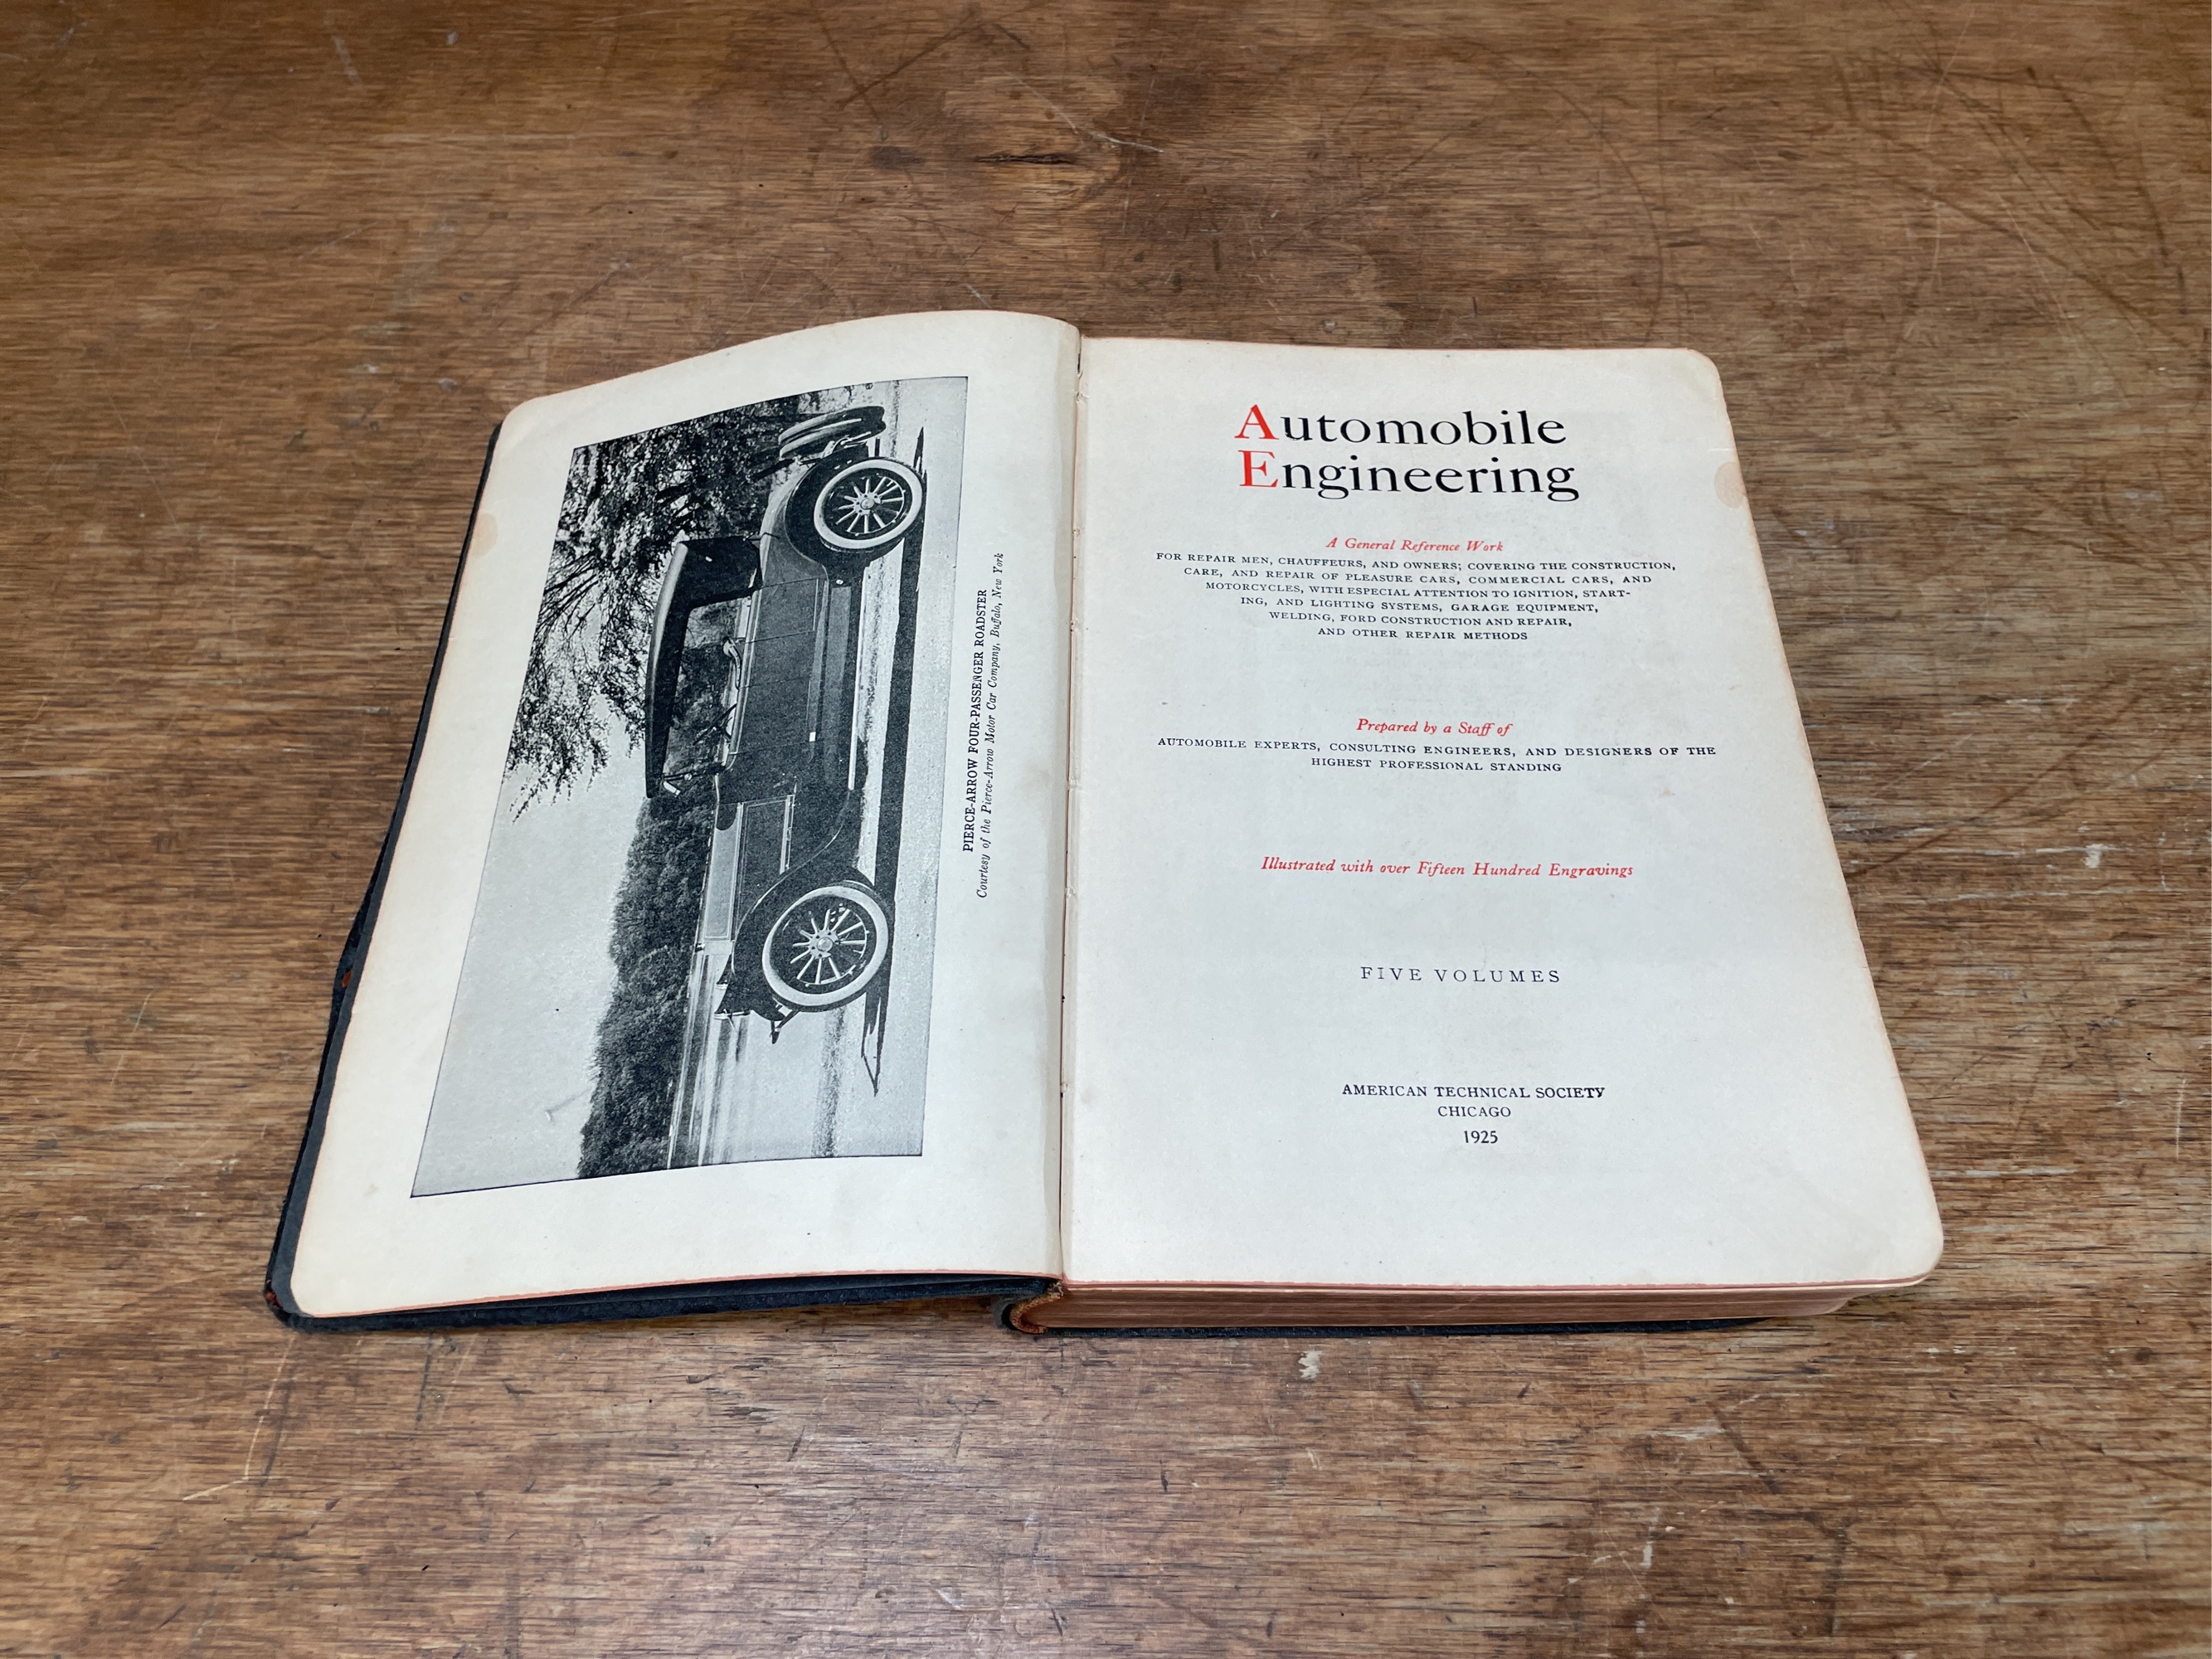 PIERCE-ARROW FOUR-PASSENGER ROADSTER
Courtesy of the Pierce-Arrow Motor Car Company, Buffalo, New York
Automobile
Engineering
A General Reference Work
FOR REPAIR MEN, CHAUFFEURS, AND OWNERS; COVERING THE CONSTRUCTION,
CARE, AND REPAIR OF PLEASURE CARS, COMMERCIAL CARS, AND
MOTORCYCLES, WITH ESPECIAL ATTENTION TO IGNITION, START-
ING, AND LIGHTING SYSTEMS, GARAGE EQUIPMENT,
WELDING, FORD CONSTRUCTION AND REPAIR,
AND OTHER REPAIR METHODS
Prepared by a Staff of
AUTOMOBILE EXPERTS, CONSULTING ENGINEERS, AND DESIGNERS OF THE
HIGHEST PROFESSIONAL STANDING
Illustrated with over Fifteen Hundred Engravings
FIVE VOLUMES
AMERICAN TECHNICAL SOCIETY
CHICAGO
1925